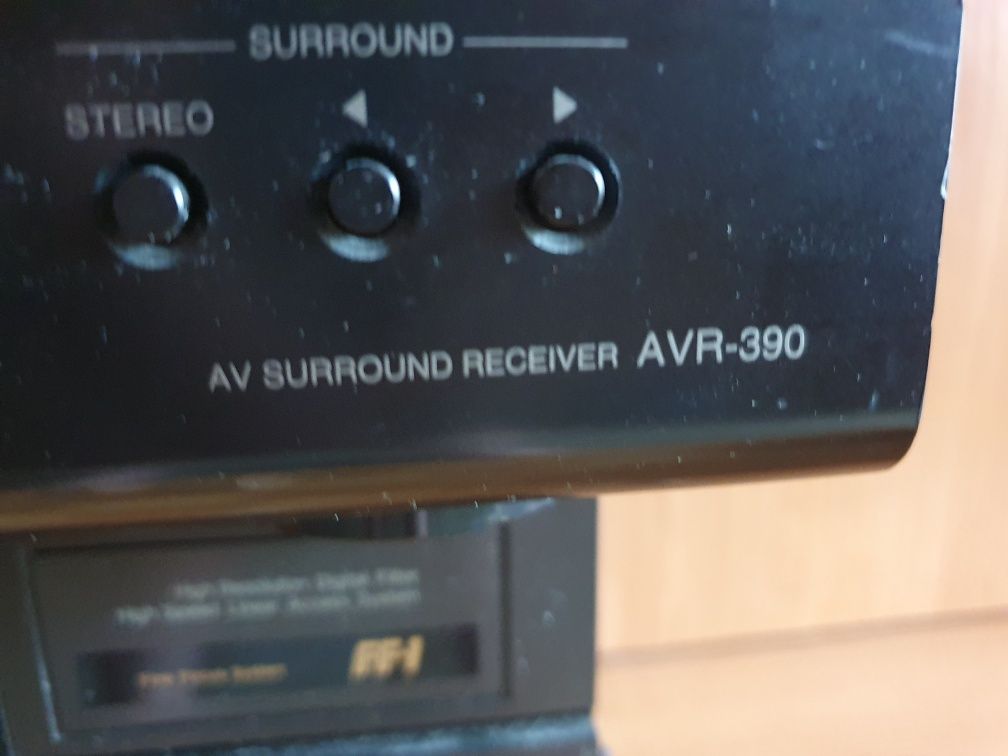 SURROUND
STEREO
AV SURROUND RECEIVER AVR-390
High Resolution Digital Filter
High Speed Linear Access System